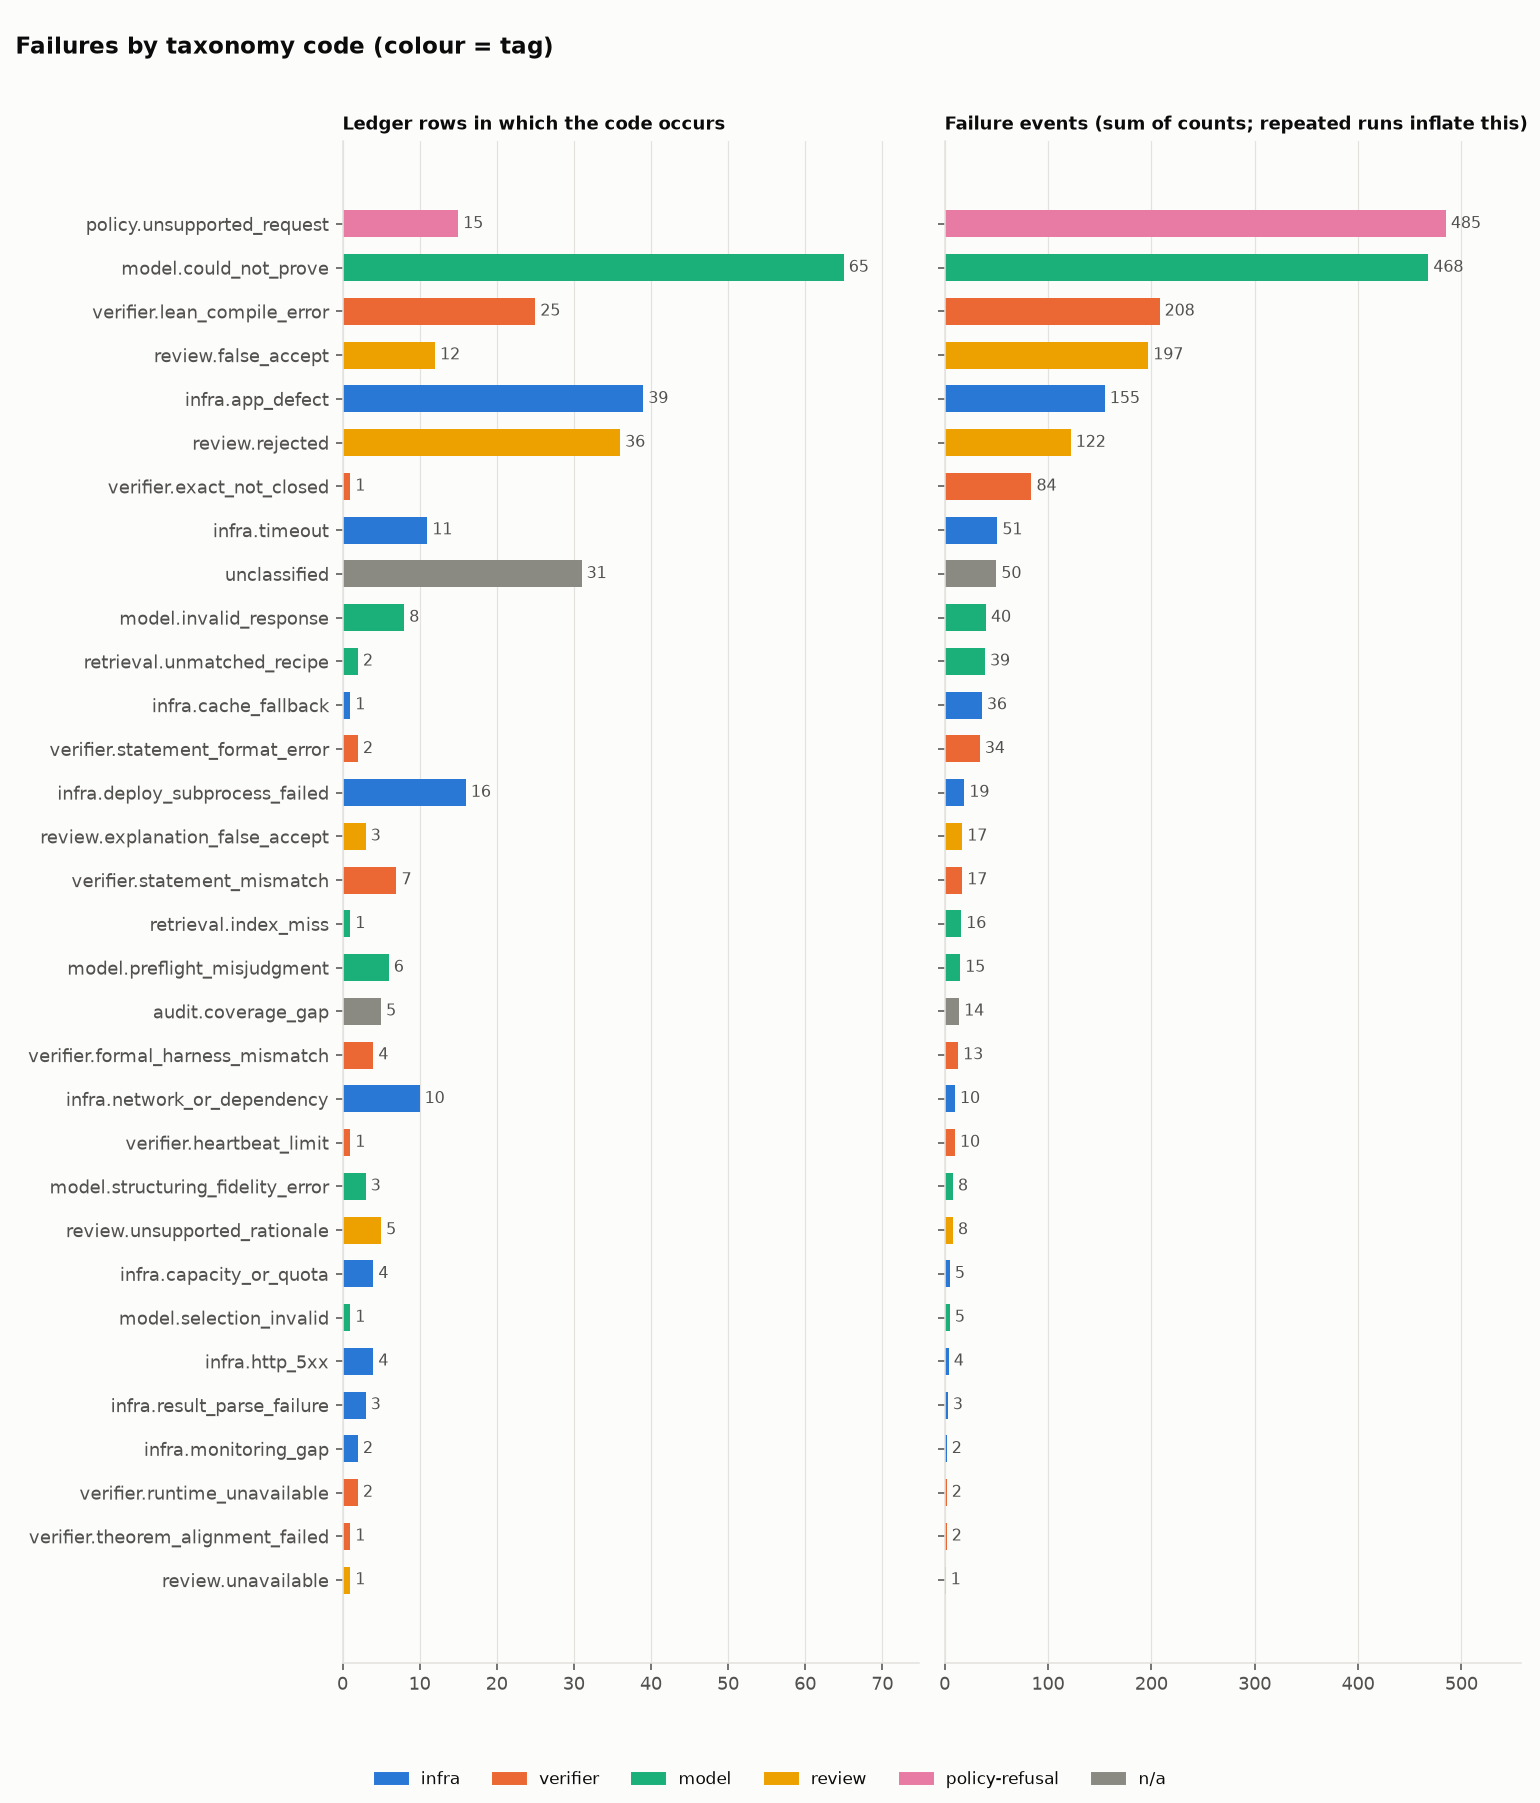 Failures by taxonomy code (colour = tag)
Ledger rows in which the code occurs
Failure events (sum of counts; repeated runs inflate this)
policy.unsupported_request 15 485
model.could_not_prove 65 468
verifier.lean_compile_error 25 208
review.false_accept 12 197
infra.app_defect 39 155
review.rejected 36 122
verifier.exact_not_closed 1 84
infra.timeout 11 51
unclassified 31 50
model.invalid_response 8 40
retrieval.unmatched_recipe 2 39
infra.cache_fallback 1 36
verifier.statement_format_error 2 34
infra.deploy_subprocess_failed 16 19
review.explanation_false_accept 3 17
verifier.statement_mismatch 7 17
retrieval.index_miss 1 16
model.preflight_misjudgment 6 15
audit.coverage_gap 5 14
verifier.formal_harness_mismatch 4 13
infra.network_or_dependency 10 10
verifier.heartbeat_limit 1 10
model.structuring_fidelity_error 3 8
review.unsupported_rationale 5 8
infra.capacity_or_quota 4 5
model.selection_invalid 1 5
infra.http_5xx 4 4
infra.result_parse_failure 3 3
infra.monitoring_gap 2 2
verifier.runtime_unavailable 2 2
verifier.theorem_alignment_failed 1 2
review.unavailable 1 1
0 10 20 30 40 50 60 70
0 100 200 300 400 500
infra verifier model review policy-refusal n/a